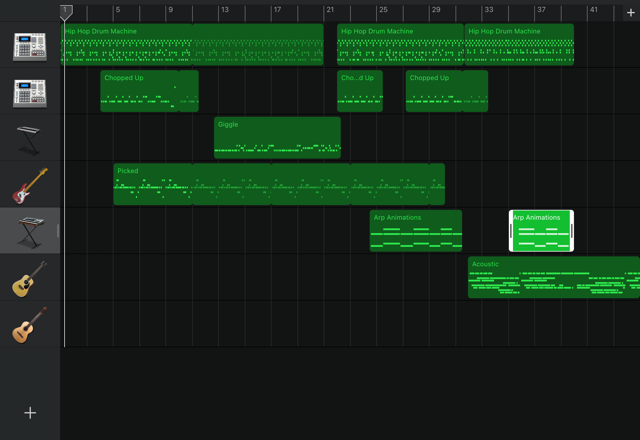 1 5 9 13 17 21 25 29 33 37 41
Hip Hop Drum Machine Hip Hop Drum Machine Hip Hop Drum Machine
Chopped Up Cho...d Up Chopped Up
Giggle
Picked
Arp Animations Arp Animations
Acoustic